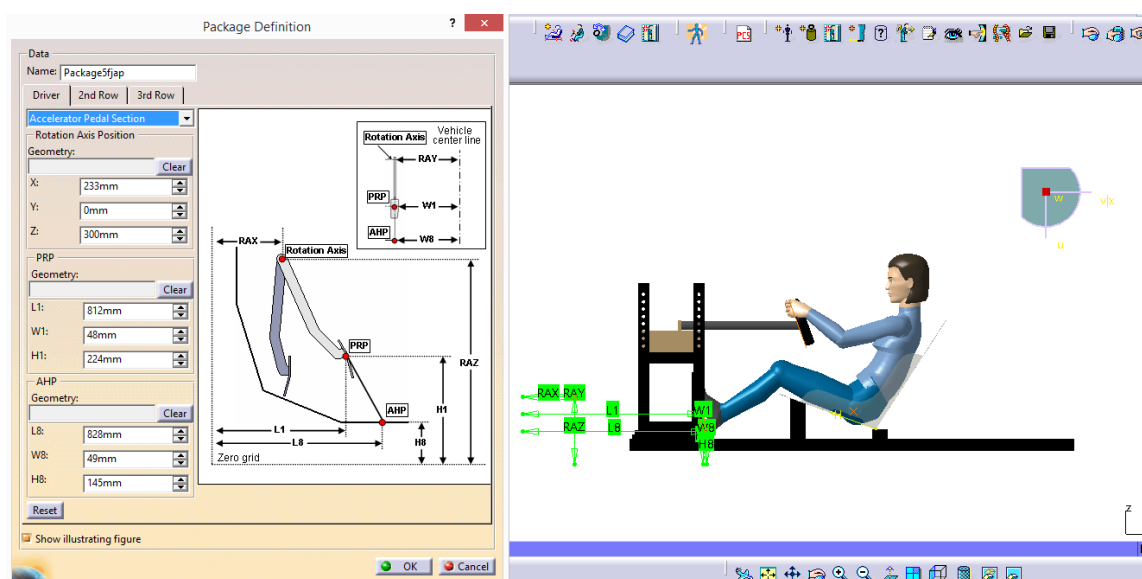 Package Definition
?
×
Data
Name: Package5fjap
Driver 2nd Row 3rd Row
Accelerator Pedal Section
Rotation Axis Position
Geometry:
Clear
X: 233mm
Y: 0mm
Z: 300mm
PRP
Geometry:
Clear
L1: 812mm
W1: 48mm
H1: 224mm
AHP
Geometry:
Clear
L8: 828mm
W8: 49mm
H8: 145mm
Reset
Show illustrating figure
OK Cancel
Rotation Axis Vehicle
center line
RAY
PRP W1
AHP W8
RAX
Rotation Axis
PRP
RAZ
H1
AHP
L1
L8
H8
Zero grid
PCS
?
w
v|x
u
RAX RAY
L1 W1
RAZ L8 W8
H8
z